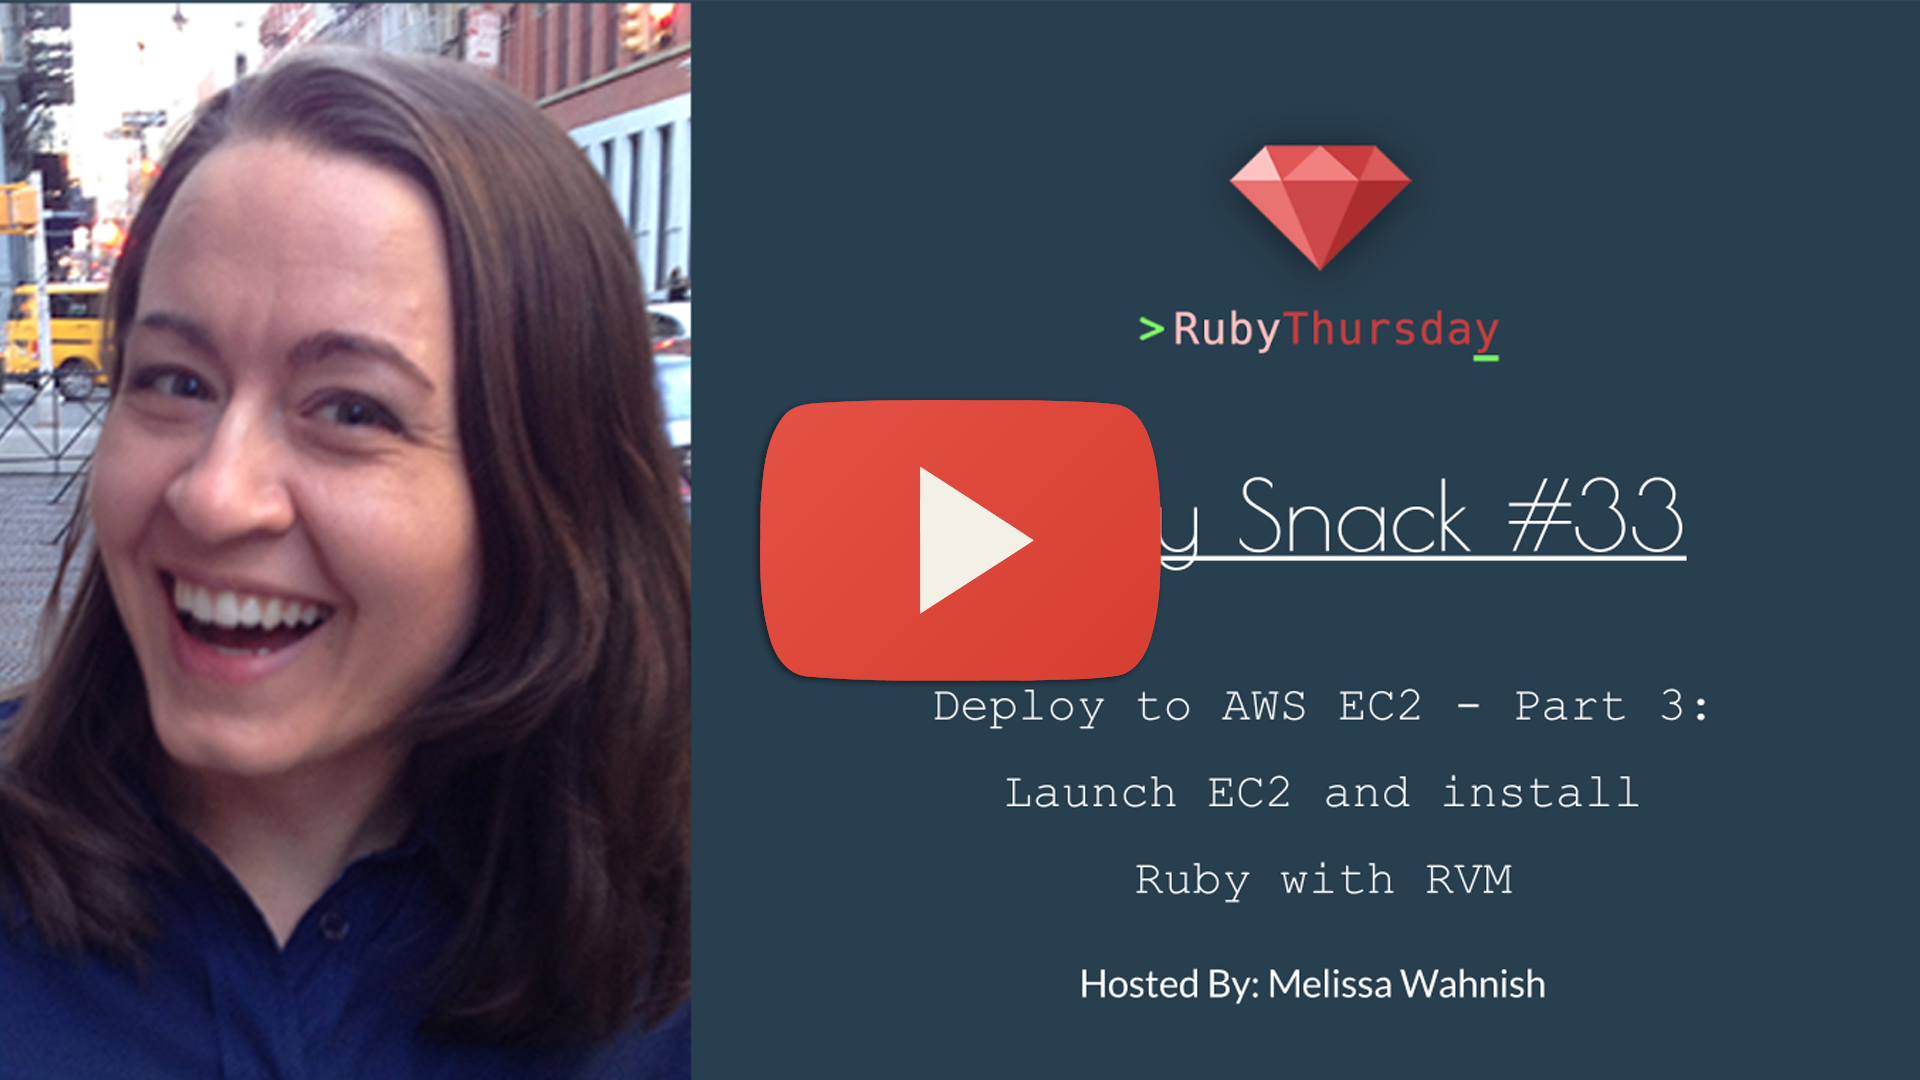 >RubyThursday_
y Snack #33
Deploy to AWS EC2 - Part 3:
Launch EC2 and install
Ruby with RVM
Hosted By: Melissa Wahnish